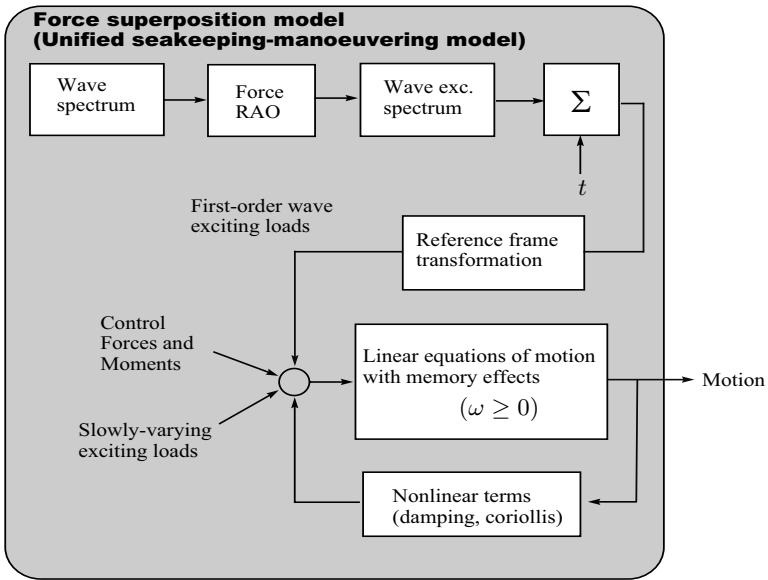 Force superposition model
(Unified seakeeping-manoeuvering model)
Wave
spectrum
Force
RAO
Wave exc.
spectrum
Σ
t
First-order wave
exciting loads
Reference frame
transformation
Control
Forces and
Moments
Linear equations of motion
with memory effects
(ω ≥ 0)
Motion
Slowly-varying
exciting loads
Nonlinear terms
(damping, coriollis)